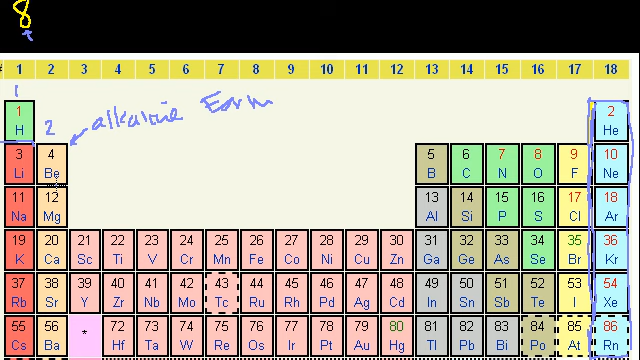 8
1 2 3 4 5 6 7 8 9 10 11 12 13 14 15 16 17 18
1
1 2 alkaline Earth 2
H He
3 4 5 6 7 8 9 10
Li Be B C N O F Ne
11 12 13 14 15 16 17 18
Na Mg Al Si P S Cl Ar
19 20 21 22 23 24 25 26 27 28 29 30 31 32 33 34 35 36
K Ca Sc Ti V Cr Mn Fe Co Ni Cu Zn Ga Ge As Se Br Kr
37 38 39 40 41 42 43 44 45 46 47 48 49 50 51 52 53 54
Rb Sr Y Zr Nb Mo Tc Ru Rh Pd Ag Cd In Sn Sb Te I Xe
55 56 * 72 73 74 75 76 77 78 79 80 81 82 83 84 85 86
Cs Ba Hf Ta W Re Os Ir Pt Au Hg Tl Pb Bi Po At Rn